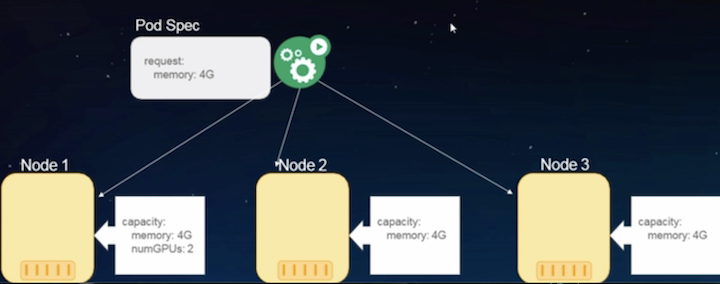 Pod Spec
request:
memory: 4G
Node 1
Node 2
Node 3
capacity:
memory: 4G
numGPUs: 2
capacity:
memory: 4G
capacity:
memory: 4G